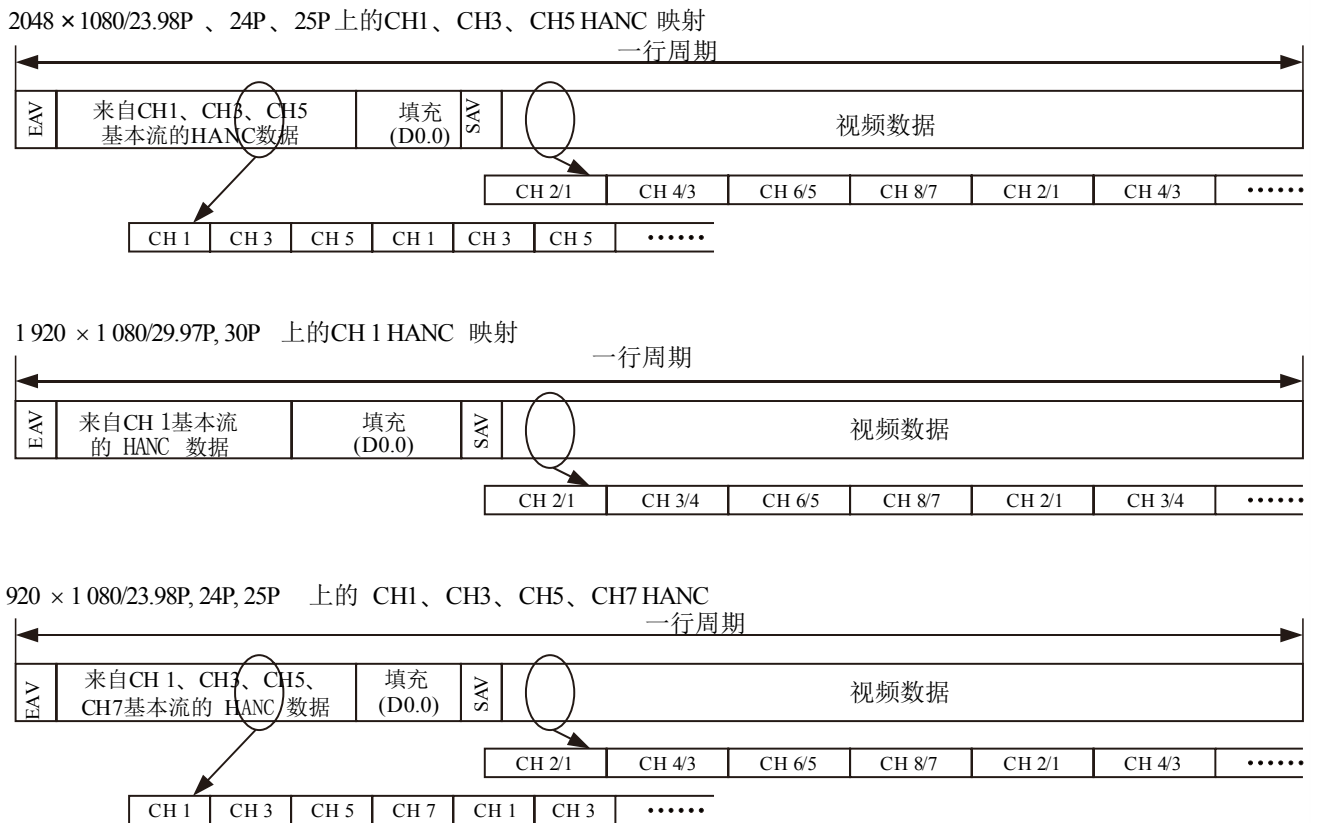 2048 × 1080/23.98P 、24P、25P上的CH1、CH3、CH5 HANC 映射
一行周期
EAV
来自CH1、CH3、CH5
基本流的HANC数据
填充
(D0.0)
SAV
视频数据
CH 2/1 CH 4/3 CH 6/5 CH 8/7 CH 2/1 CH 4/3 ······
CH 1 CH 3 CH 5 CH 1 CH 3 CH 5 ······
1 920 × 1 080/29.97P, 30P 上的CH 1 HANC 映射
一行周期
EAV
来自CH 1基本流
的 HANC 数据
填充
(D0.0)
SAV
视频数据
CH 2/1 CH 3/4 CH 6/5 CH 8/7 CH 2/1 CH 3/4 ······
920 × 1 080/23.98P, 24P, 25P 上的 CH1、CH3、CH5、CH7 HANC
一行周期
EAV
来自CH 1、CH3、CH5、
CH7基本流的 HANC 数据
填充
(D0.0)
SAV
视频数据
CH 2/1 CH 4/3 CH 6/5 CH 8/7 CH 2/1 CH 4/3 ······
CH 1 CH 3 CH 5 CH 7 CH 1 CH 3 ······